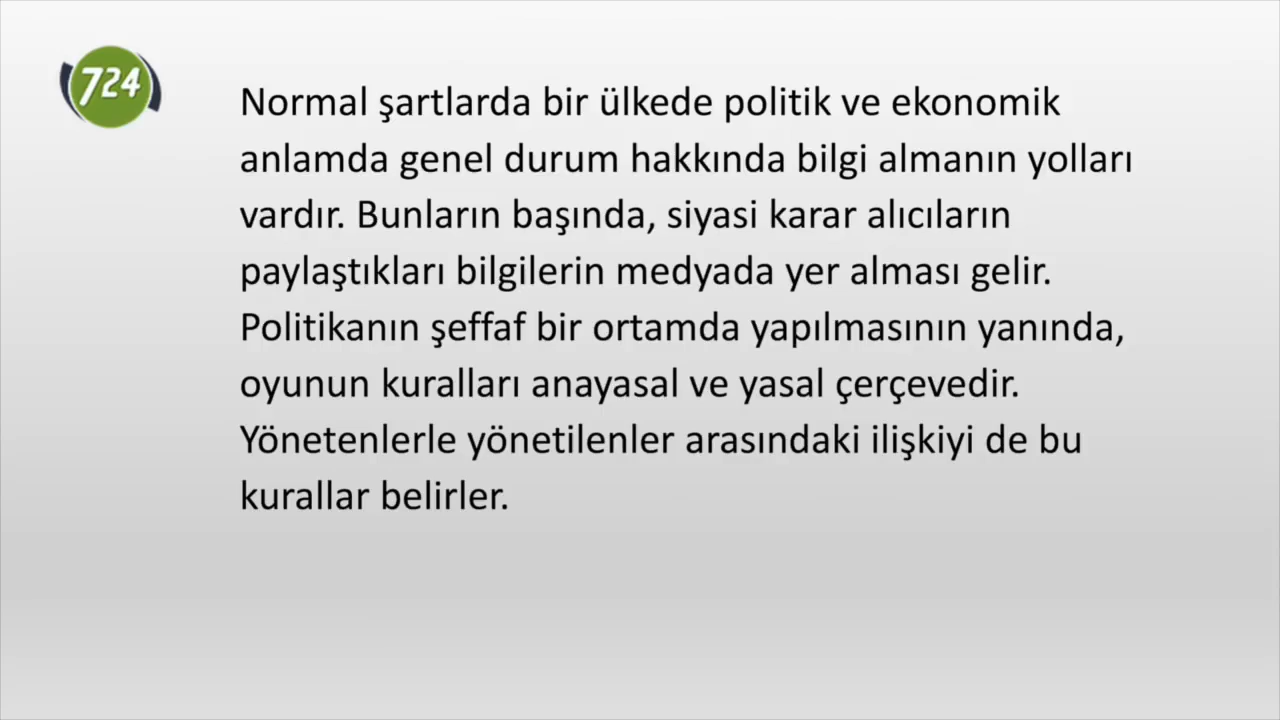 724
Normal şartlarda bir ülkede politik ve ekonomik
anlamda genel durum hakkında bilgi almanın yolları
vardır. Bunların başında, siyasi karar alıcıların
paylaştıkları bilgilerin medyada yer alması gelir.
Politikanın şeffaf bir ortamda yapılmasının yanında,
oyunun kuralları anayasal ve yasal çerçevedir.
Yönetenlerle yönetilenler arasındaki ilişkiyi de bu
kurallar belirler.